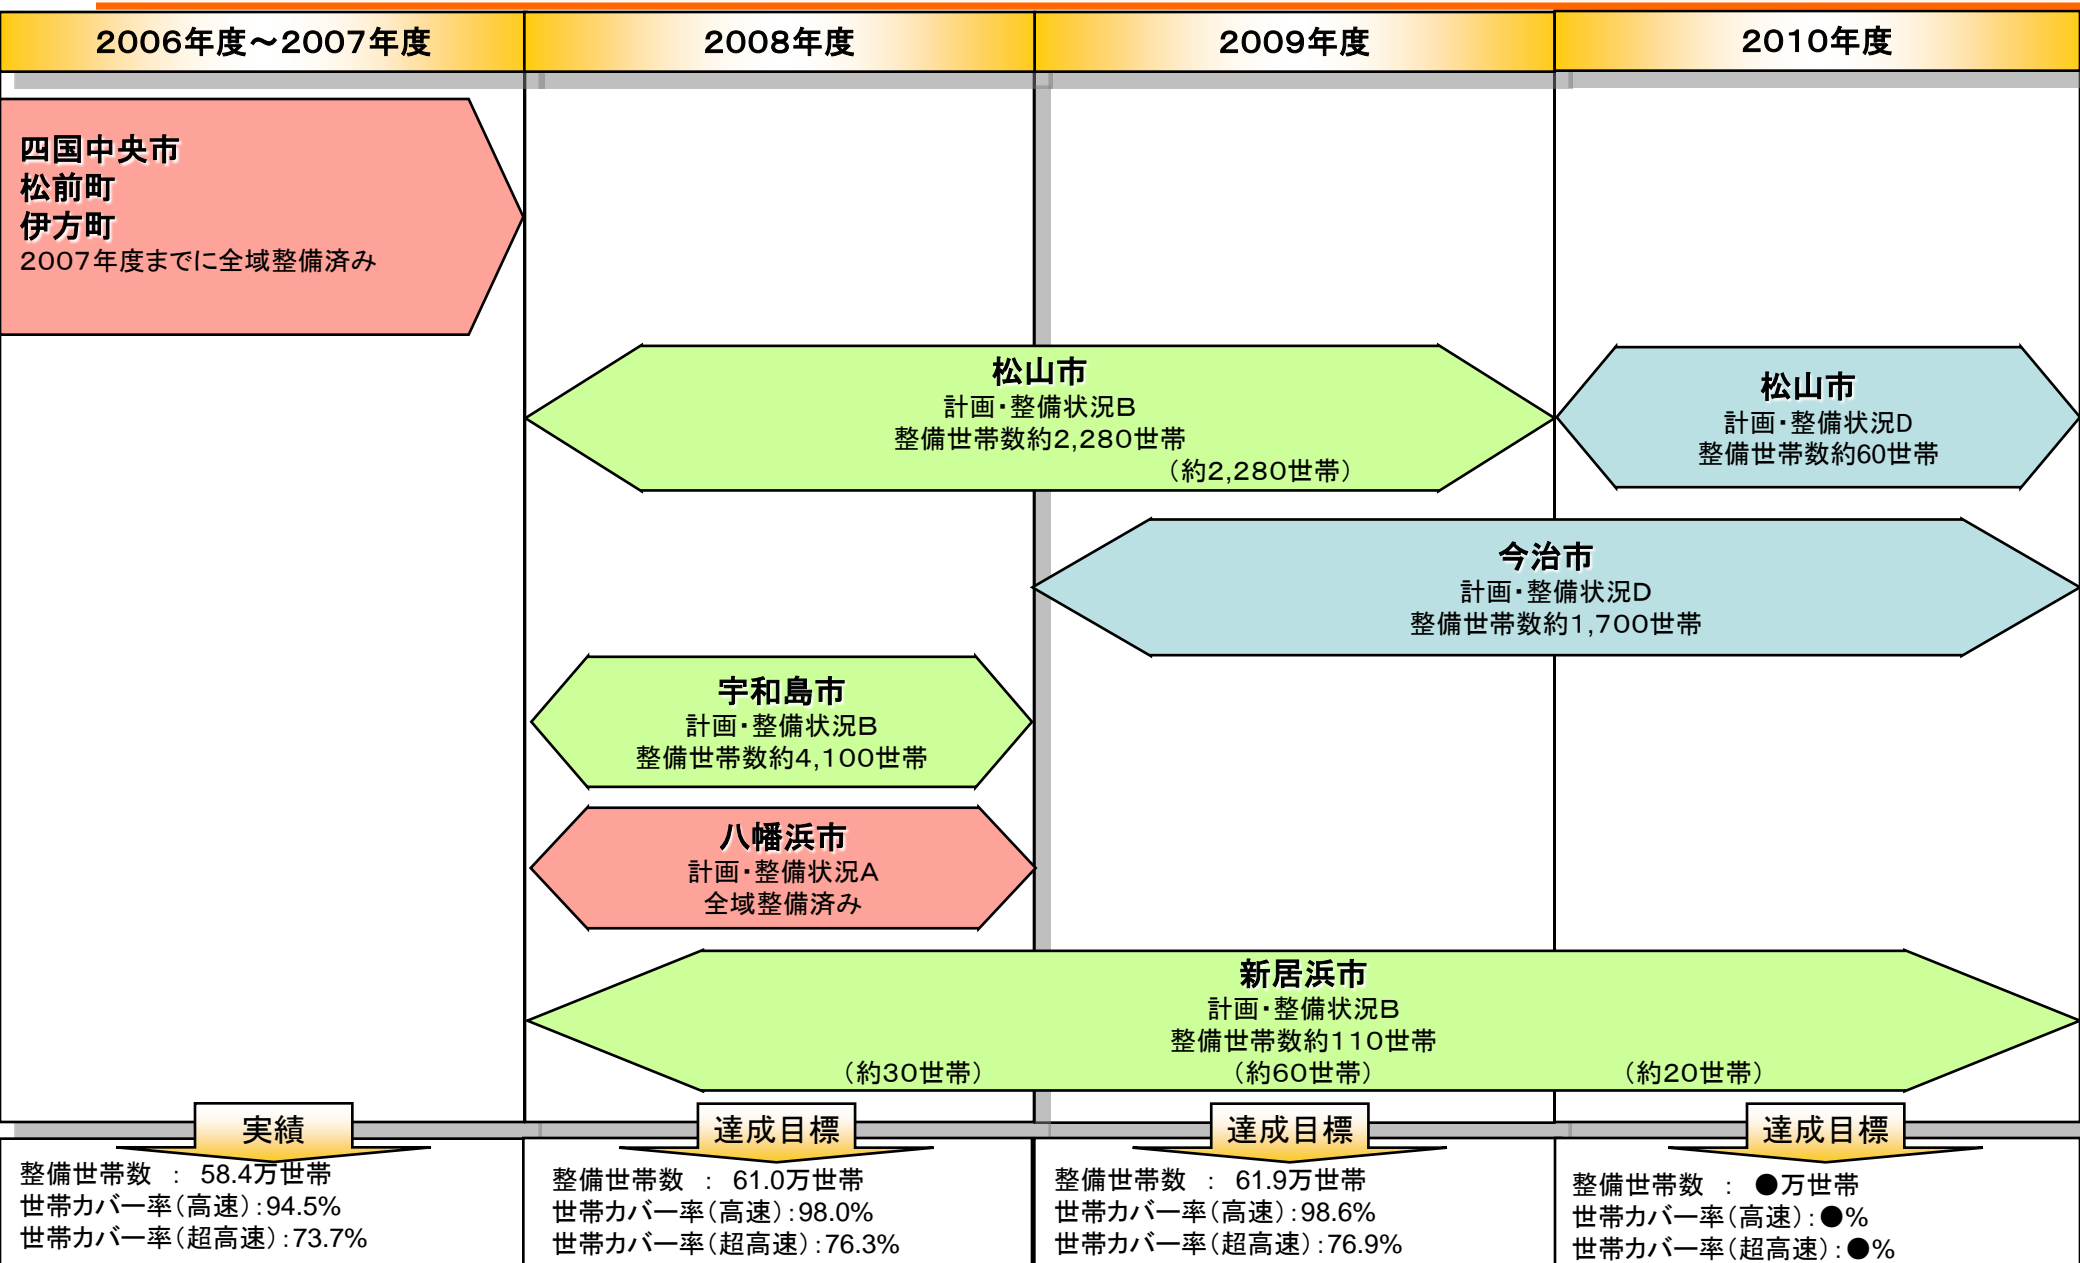 2006年度～2007年度
2008年度
2009年度
2010年度
四国中央市
松前町
伊方町
2007年度までに全域整備済み
松山市
計画・整備状況B
整備世帯数約2,280世帯
（約2,280世帯）
松山市
計画・整備状況D
整備世帯数約60世帯
今治市
計画・整備状況D
整備世帯数約1,700世帯
宇和島市
計画・整備状況B
整備世帯数約4,100世帯
八幡浜市
計画・整備状況A
全域整備済み
新居浜市
計画・整備状況B
整備世帯数約110世帯
（約30世帯）
（約60世帯）
（約20世帯）
実績
整備世帯数 ： 58.4万世帯
世帯カバー率（高速）：94.5%
世帯カバー率（超高速）：73.7%
達成目標
整備世帯数 ： 61.0万世帯
世帯カバー率（高速）：98.0%
世帯カバー率（超高速）：76.3%
達成目標
整備世帯数 ： 61.9万世帯
世帯カバー率（高速）：98.6%
世帯カバー率（超高速）：76.9%
達成目標
整備世帯数 ： ●万世帯
世帯カバー率（高速）：●%
世帯カバー率（超高速）：●%